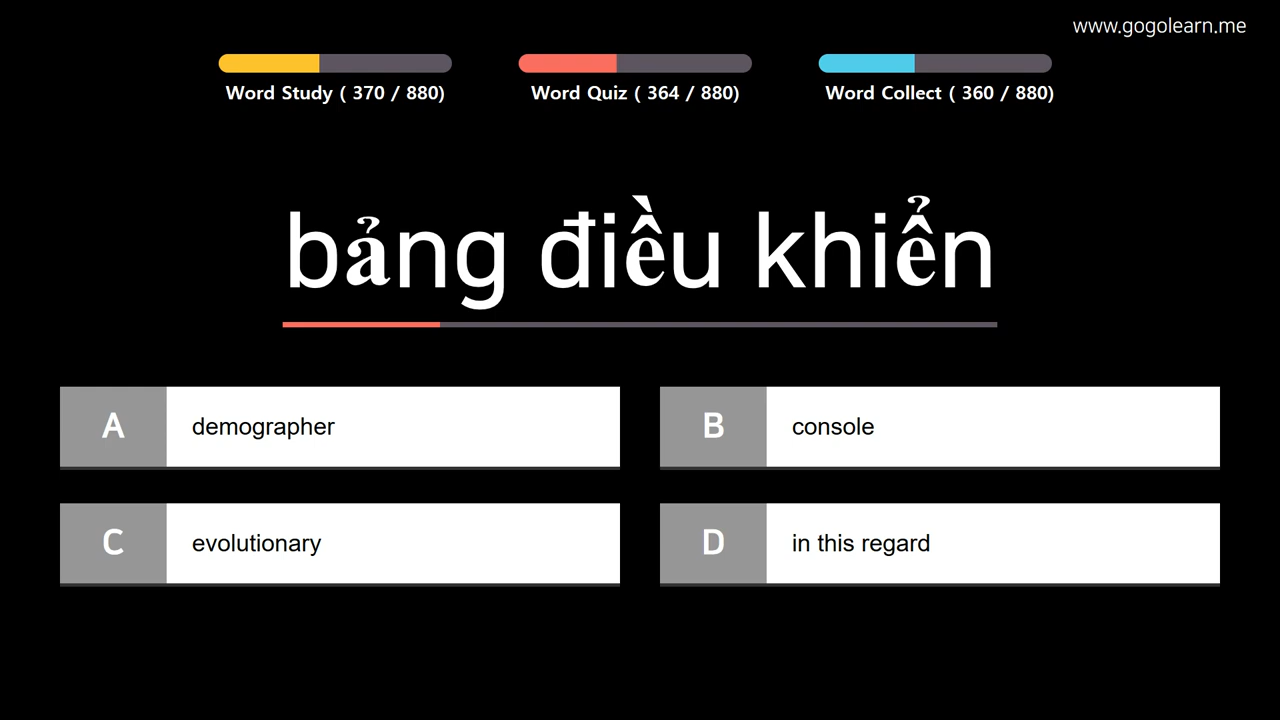 www.gogolearn.me
Word Study ( 370 / 880)
Word Quiz ( 364 / 880)
Word Collect ( 360 / 880)
bảng điều khiển
A demographer
B console
C evolutionary
D in this regard